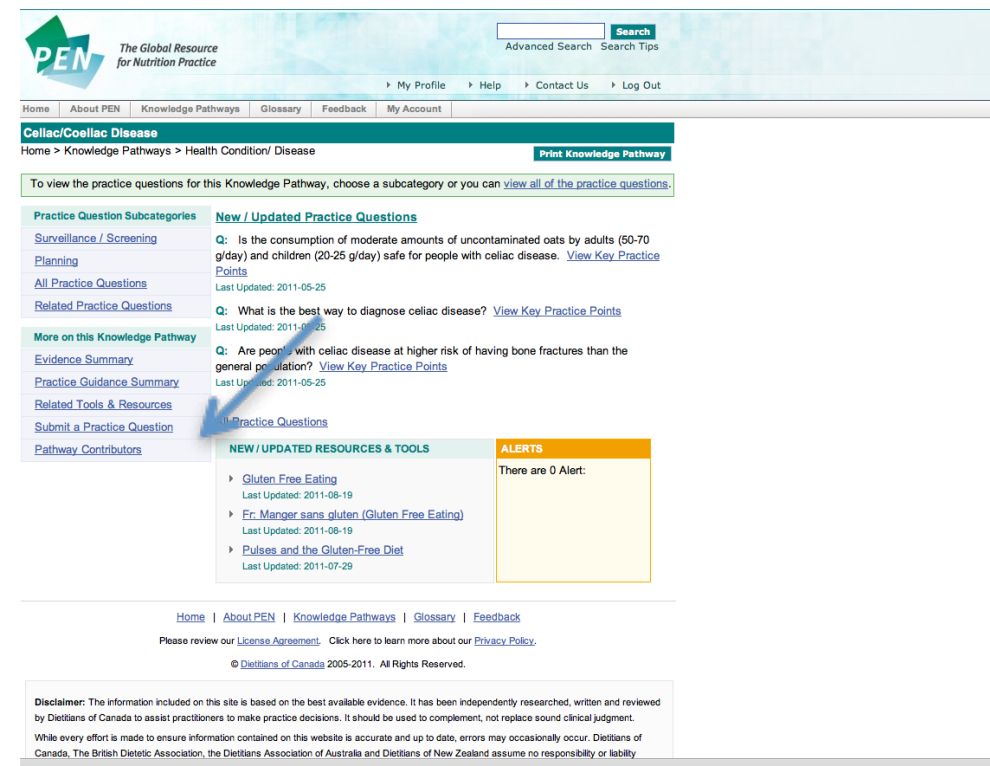 PEN
The Global Resource
for Nutrition Practice
Search
Advanced Search Search Tips
My Profile Help Contact Us Log Out
Home About PEN Knowledge Pathways Glossary Feedback My Account
Celiac/Coeliac Disease
Home > Knowledge Pathways > Health Condition/ Disease
Print Knowledge Pathway
To view the practice questions for this Knowledge Pathway, choose a subcategory or you can view all of the practice questions.
Practice Question Subcategories
Surveillance / Screening
Planning
All Practice Questions
Related Practice Questions
More on this Knowledge Pathway
Evidence Summary
Practice Guidance Summary
Related Tools & Resources
Submit a Practice Question
Pathway Contributors
New / Updated Practice Questions
Q: Is the consumption of moderate amounts of uncontaminated oats by adults (50-70
g/day) and children (20-25 g/day) safe for people with celiac disease. View Key Practice
Points
Last Updated: 2011-05-25
Q: What is the best way to diagnose celiac disease? View Key Practice Points
Last Updated: 2011-05-25
Q: Are people with celiac disease at higher risk of having bone fractures than the
general population? View Key Practice Points
Last Updated: 2011-05-25
All Practice Questions
NEW / UPDATED RESOURCES & TOOLS
Gluten Free Eating
Last Updated: 2011-08-19
Fr: Manger sans gluten (Gluten Free Eating)
Last Updated: 2011-08-19
Pulses and the Gluten-Free Diet
Last Updated: 2011-07-29
ALERTS
There are 0 Alert:
Home | About PEN | Knowledge Pathways | Glossary | Feedback
Please review our License Agreement. Click here to learn more about our Privacy Policy.
© Dietitians of Canada 2005-2011. All Rights Reserved.
Disclaimer: The information included on this site is based on the best available evidence. It has been independently researched, written and reviewed
by Dietitians of Canada to assist practitioners to make practice decisions. It should be used to complement, not replace sound clinical judgment.
While every effort is made to ensure information contained on this website is accurate and up to date, errors may occasionally occur. Dietitians of
Canada, The British Dietetic Association, the Dietitians Association of Australia and Dietitians of New Zealand assume no responsibility or liability